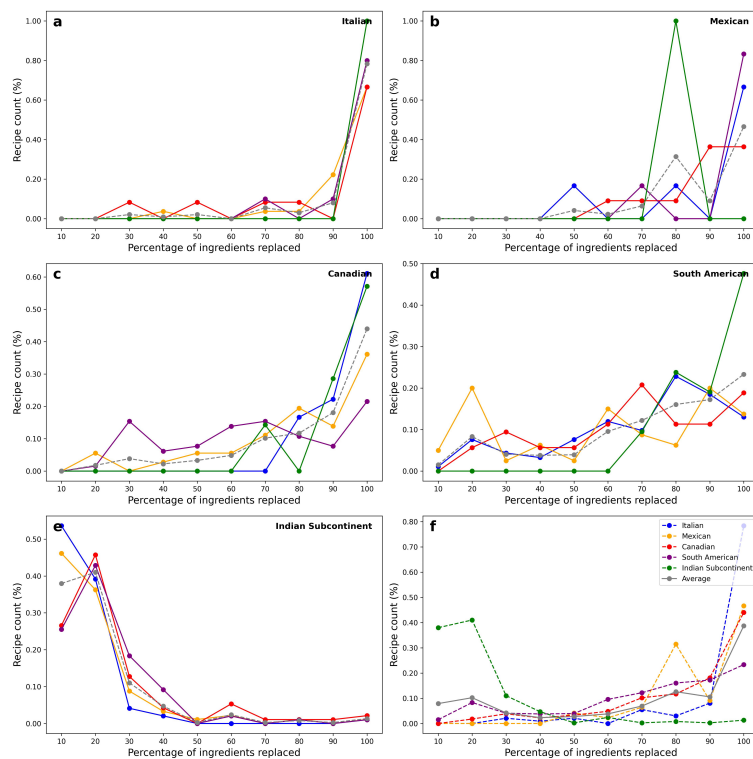 a
Italian
Recipe count (%)
1.00
0.80
0.60
0.40
0.20
0.00
10 20 30 40 50 60 70 80 90 100
Percentage of ingredients replaced
b
Mexican
Recipe count (%)
1.00
0.80
0.60
0.40
0.20
0.00
10 20 30 40 50 60 70 80 90 100
Percentage of ingredients replaced
c
Canadian
Recipe count (%)
0.60
0.50
0.40
0.30
0.20
0.10
0.00
10 20 30 40 50 60 70 80 90 100
Percentage of ingredients replaced
d
South American
Recipe count (%)
0.50
0.40
0.30
0.20
0.10
0.00
10 20 30 40 50 60 70 80 90 100
Percentage of ingredients replaced
e
Indian Subcontinent
Recipe count (%)
0.50
0.40
0.30
0.20
0.10
0.00
10 20 30 40 50 60 70 80 90 100
Percentage of ingredients replaced
f
Italian
Mexican
Canadian
South American
Indian Subcontinent
Average
Recipe count (%)
0.80
0.70
0.60
0.50
0.40
0.30
0.20
0.10
0.00
10 20 30 40 50 60 70 80 90 100
Percentage of ingredients replaced